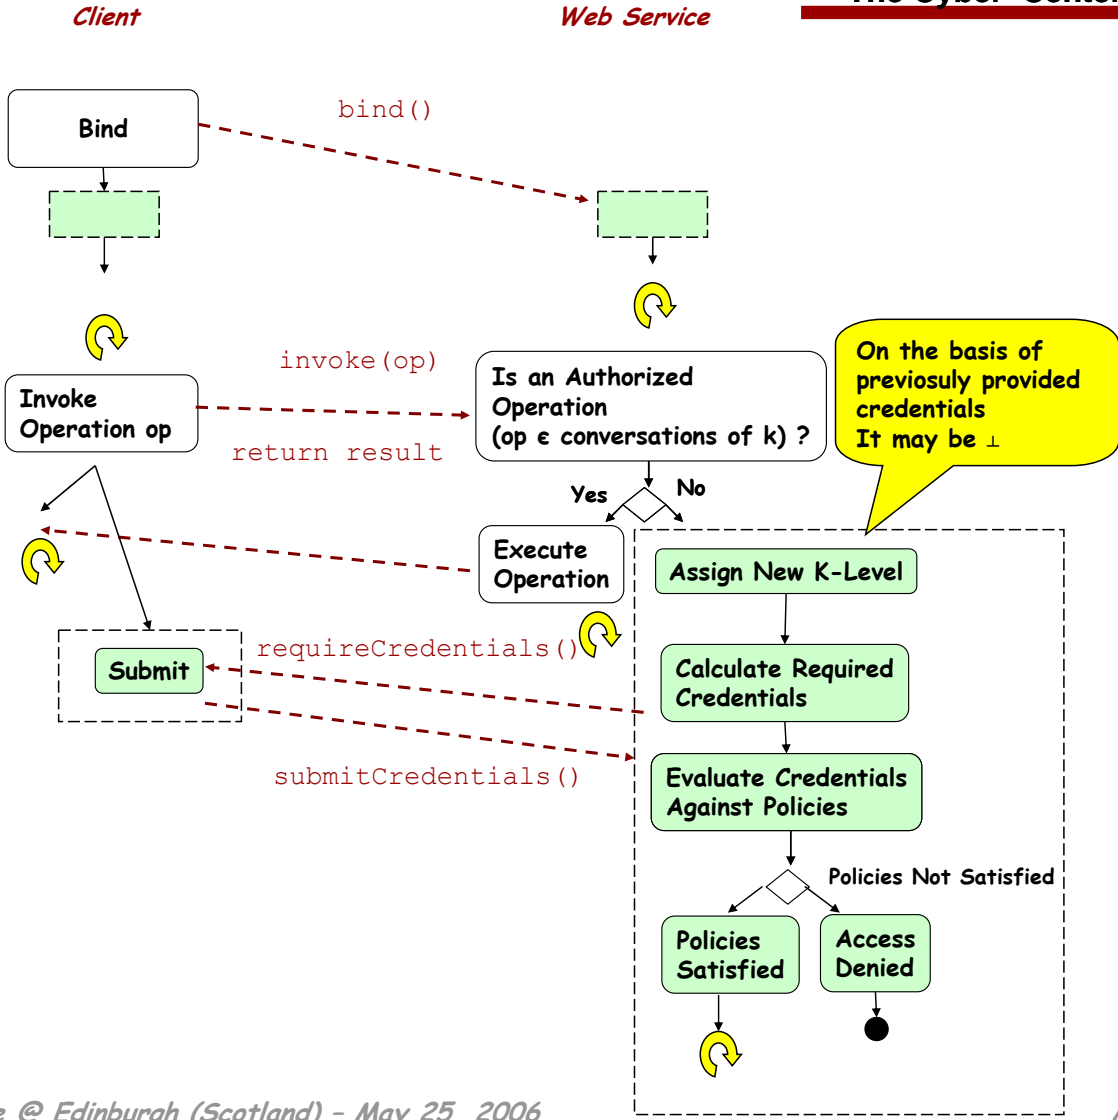 The Cyber Center
Client
Web Service
bind()
Bind
invoke(op)
Invoke
Operation op
Is an Authorized
Operation
(op ϵ conversations of k) ?
On the basis of
previosuly provided
credentials
It may be ⊥
return result
Yes
No
Execute
Operation
Assign New K-Level
requireCredentials()
Submit
Calculate Required
Credentials
submitCredentials()
Evaluate Credentials
Against Policies
Policies Not Satisfied
Policies
Satisfied
Access
Denied
@ Edinburgh (Scotland) – May 25 2006